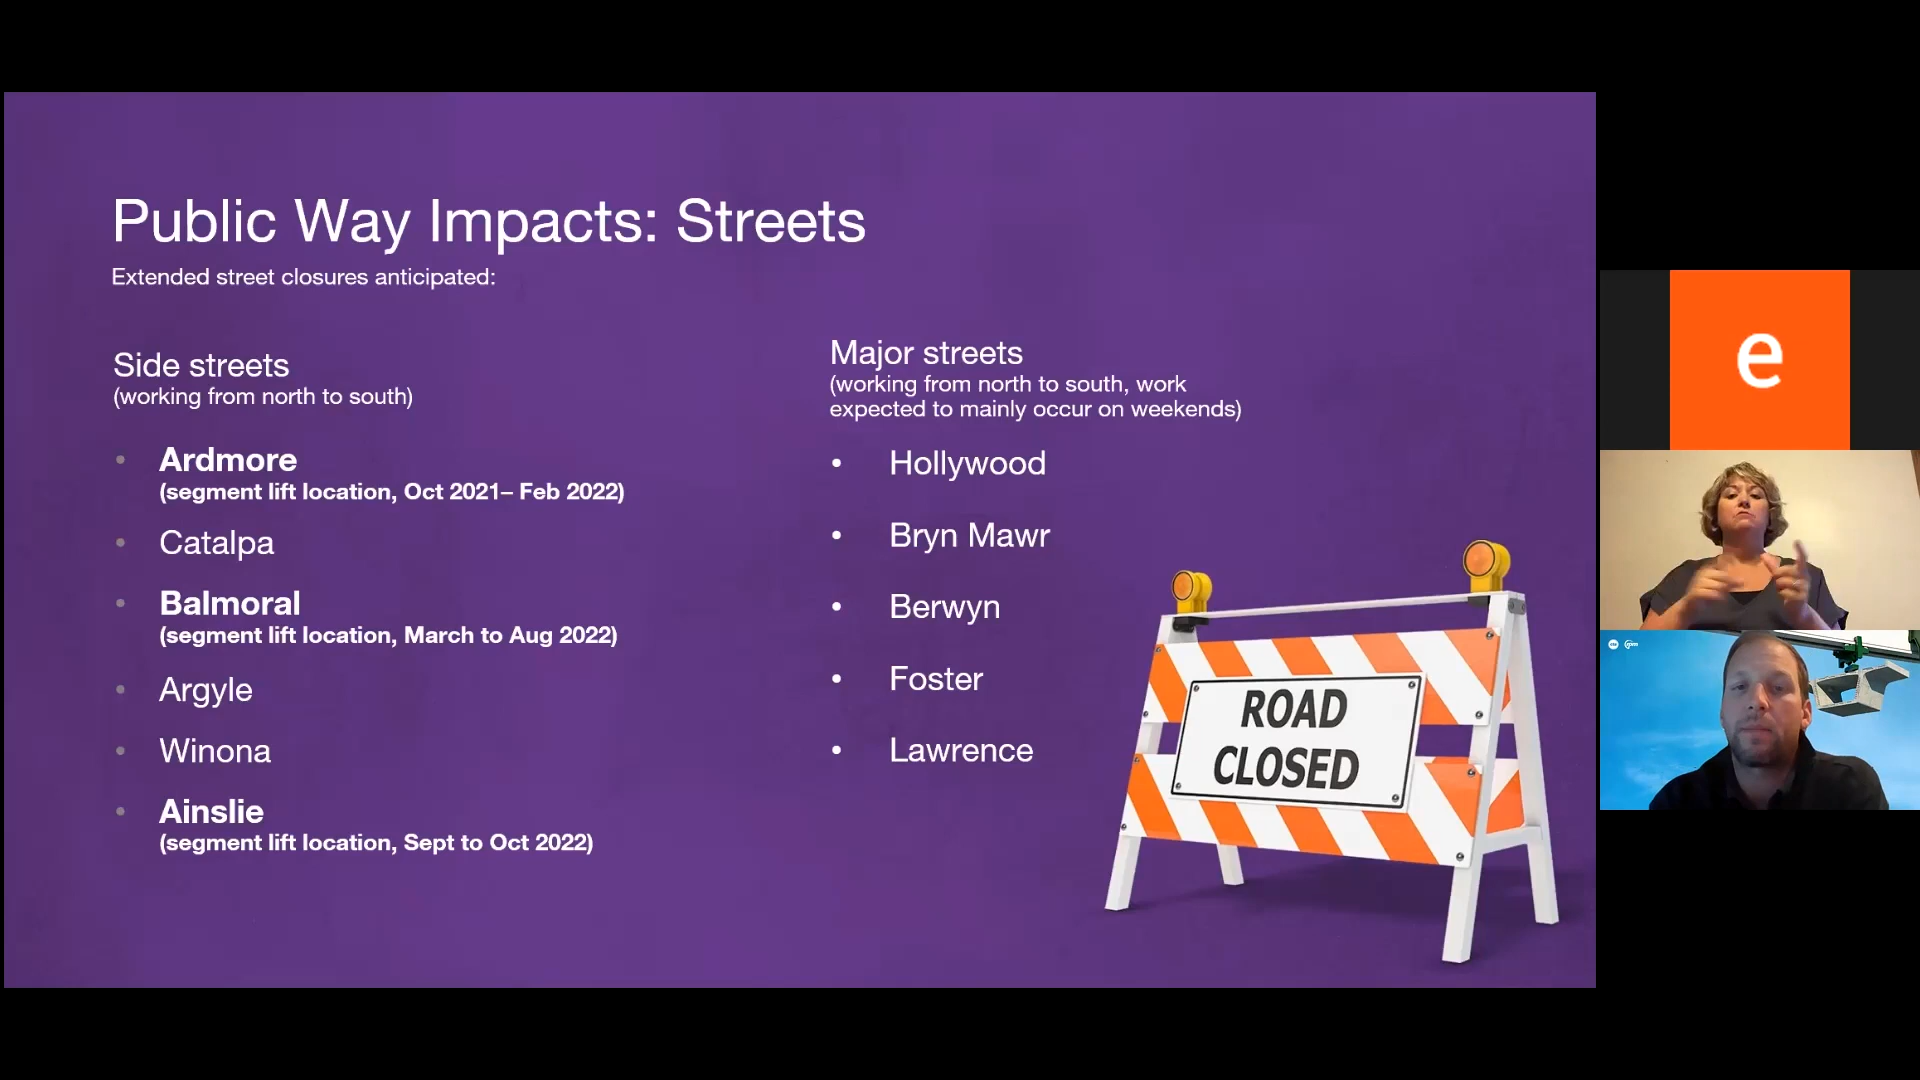 Public Way Impacts: Streets
Extended street closures anticipated:
Side streets
(working from north to south)
• Ardmore
(segment lift location, Oct 2021– Feb 2022)
• Catalpa
• Balmoral
(segment lift location, March to Aug 2022)
• Argyle
• Winona
• Ainslie
(segment lift location, Sept to Oct 2022)
Major streets
(working from north to south, work
expected to mainly occur on weekends)
• Hollywood
• Bryn Mawr
• Berwyn
• Foster
• Lawrence
ROAD
CLOSED
e